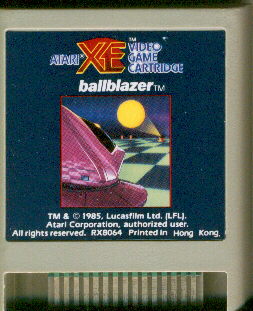 ATARI XE ™ VIDEO
GAME
CARTRIDGE
ballblazer™
TM & © 1985, Lucasfilm Ltd. (LFL).
Atari Corporation, authorized user.
All rights reserved. RX8064 Printed in Hong Kong.